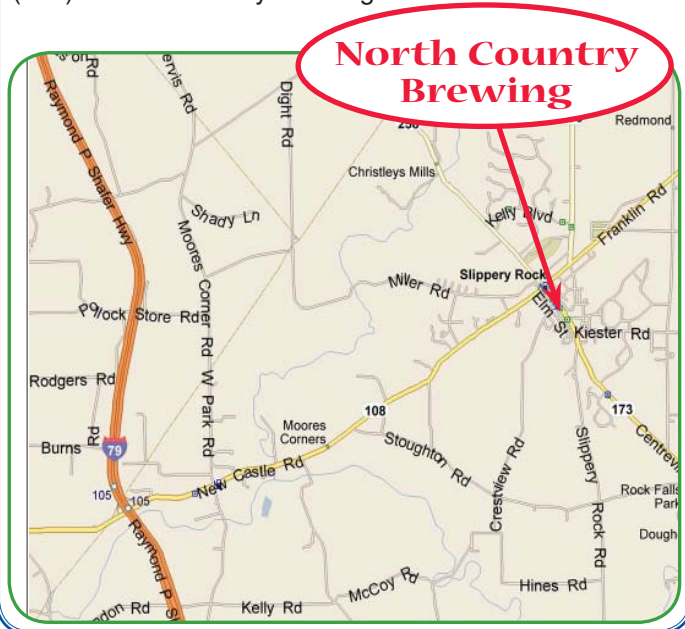 North Country
Brewing
Redmond
Dight Rd
Raymond P Shafer Hwy
Christleys Mills
Shady Ln
Kelly Blvd
Franklin Rd
Moores Corner Rd
Miller Rd
Slippery Rock
Elm St
Pollock Store Rd
Kiester Rd
W Park Rd
Rodgers Rd
108
173
Moores
Corners
Burns
Rd
79
Stoughton Rd
Crestview Rd
Slippery Rock Rd
New Castle Rd
105
105
Rock Falls
Park
Raymond P
McCoy Rd
Hines Rd
Kelly Rd